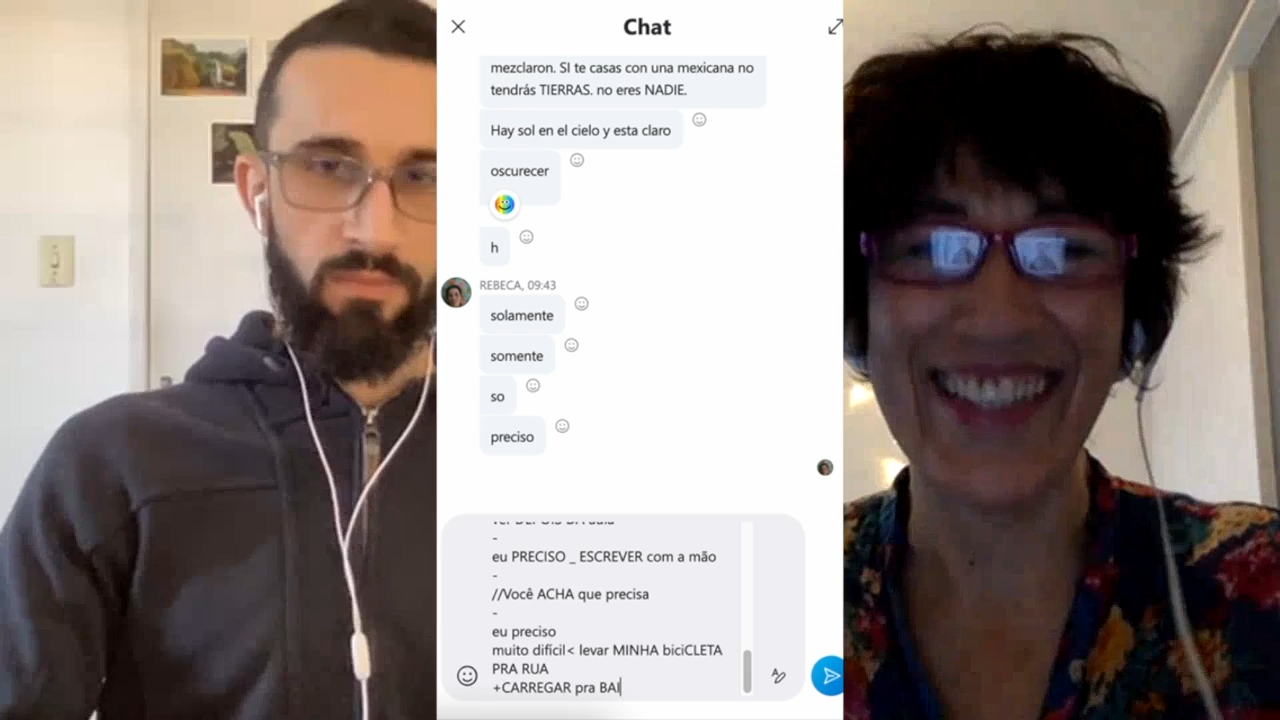 Chat
mezclaron. SI te casas con una mexicana no
tendrás TIERRAS. no eres NADIE.
Hay sol en el cielo y esta claro
oscurecer
h
REBECA, 09:43
solamente
somente
so
preciso
-
eu PRECISO _ ESCREVER com a mão
-
//Você ACHA que precisa
-
eu preciso
muito difícil< levar MINHA biciCLETA
PRA RUA
+CARREGAR pra BAI